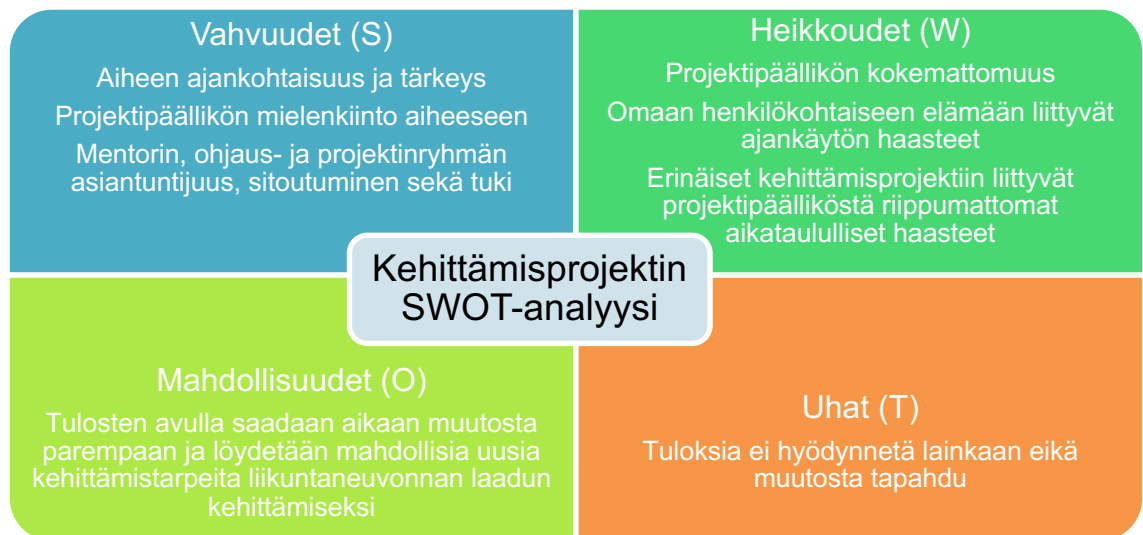 Vahvuudet (S)
Aiheen ajankohtaisuus ja tärkeys
Projektipäällikön mielenkiinto aiheeseen
Mentorin, ohjaus- ja projektinryhmän
asiantuntijuus, sitoutuminen sekä tuki
Heikkoudet (W)
Projektipäällikön kokemattomuus
Omaan henkilökohtaiseen elämään liittyvät
ajankäytön haasteet
Erinäiset kehittämisprojektiin liittyvät
projektipäälliköstä riippumattomat
aikataululliset haasteet
Kehittämisprojektin
SWOT-analyysi
Mahdollisuudet (O)
Tulosten avulla saadaan aikaan muutosta
parempaan ja löydetään mahdollisia uusia
kehittämistarpeita liikuntaneuvonnan laadun
kehittämiseksi
Uhat (T)
Tuloksia ei hyödynnetä lainkaan eikä
muutosta tapahdu